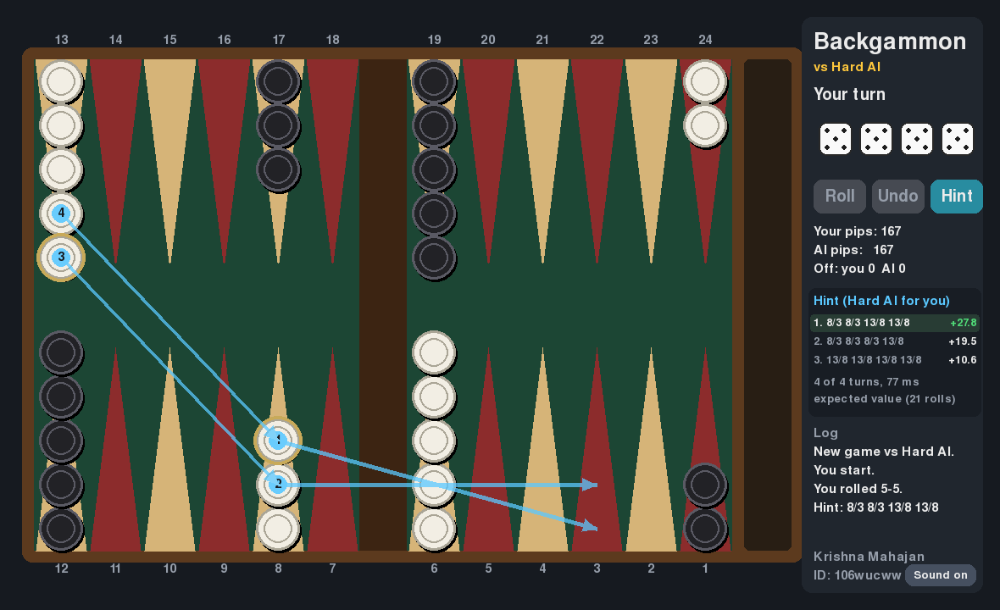 13 14 15 16 17 18 19 20 21 22 23 24
4
3
1
2
12 11 10 9 8 7 6 5 4 3 2 1
Backgammon
vs Hard AI
Your turn
Roll Undo Hint
Your pips: 167
AI pips: 167
Off: you 0 AI 0
Hint (Hard AI for you)
1. 8/3 8/3 13/8 13/8 +27.8
2. 8/3 8/3 8/3 13/8 +19.5
3. 13/8 13/8 13/8 13/8 +10.6
4 of 4 turns, 77 ms
expected value (21 rolls)
Log
New game vs Hard AI.
You start.
You rolled 5-5.
Hint: 8/3 8/3 13/8 13/8
Krishna Mahajan
ID: 106wucww Sound on